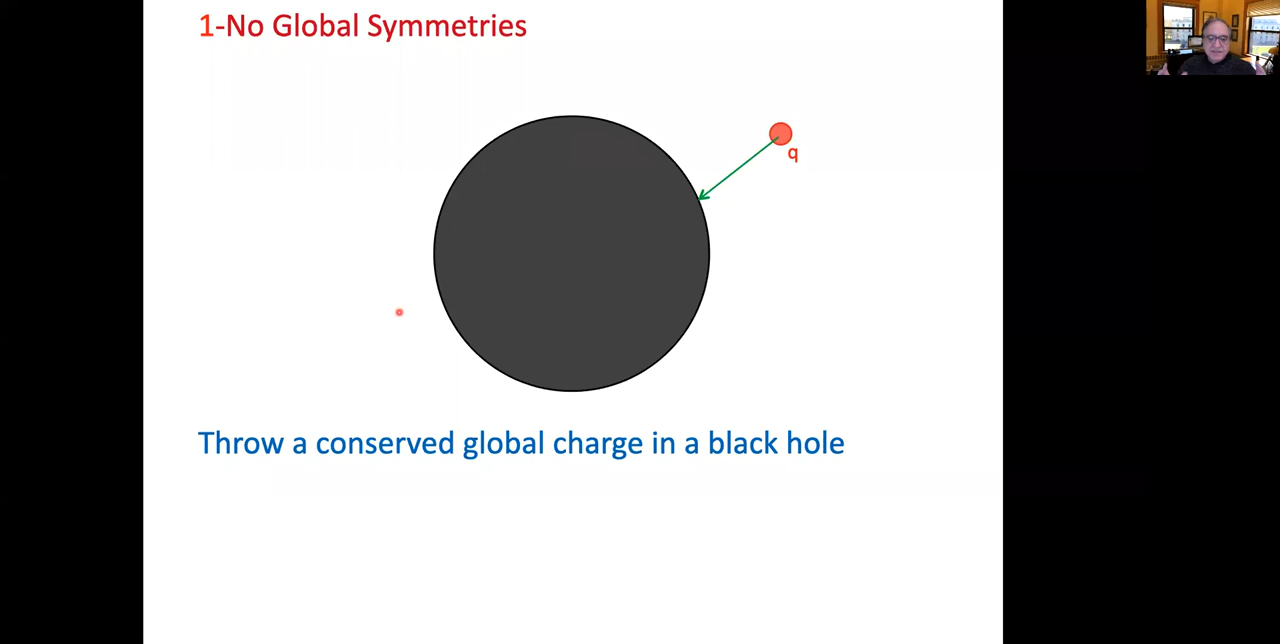 1-No Global Symmetries
q
Throw a conserved global charge in a black hole